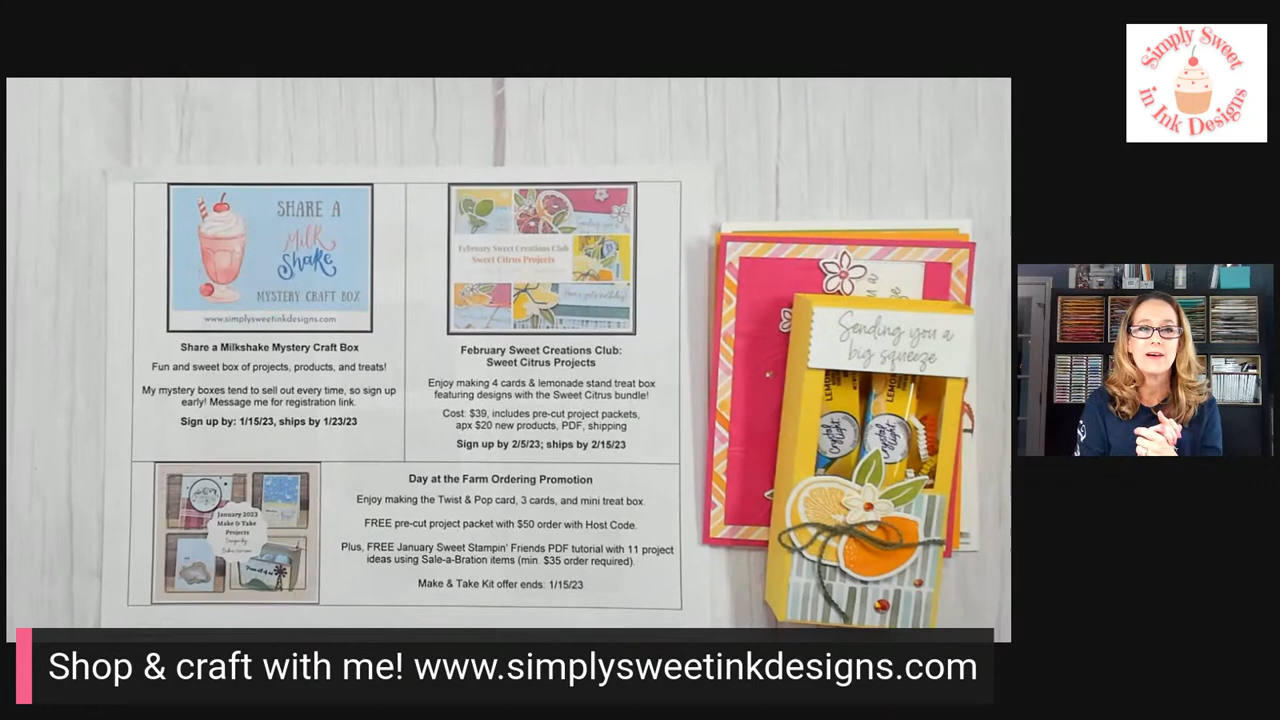 Simply Sweet
in Ink Designs
SHARE A
Milk
Shake
MYSTERY CRAFT BOX
www.simplysweetinkdesigns.com
Share a Milkshake Mystery Craft Box
Fun and sweet box of projects, products, and treats!
My mystery boxes tend to sell out every time, so sign up
early! Message me for registration link.
Sign up by: 1/15/23, ships by 1/23/23
February Sweet Creations Club
Sweet Citrus Projects
February Sweet Creations Club:
Sweet Citrus Projects
Enjoy making 4 cards & lemonade stand treat box
featuring designs with the Sweet Citrus bundle!
Cost: $39, includes pre-cut project packets,
apx $20 new products, PDF, shipping
Sign up by 2/5/23; ships by 2/15/23
January 2023
Make & Take
Projects
Day at the Farm Ordering Promotion
Enjoy making the Twist & Pop card, 3 cards, and mini treat box.
FREE pre-cut project packet with $50 order with Host Code.
Plus, FREE January Sweet Stampin' Friends PDF tutorial with 11 project
ideas using Sale-a-Bration items (min. $35 order required).
Make & Take Kit offer ends: 1/15/23
Sending you a
big squeeze
Crystal
Light
Crystal
Light
Shop & craft with me! www.simplysweetinkdesigns.com